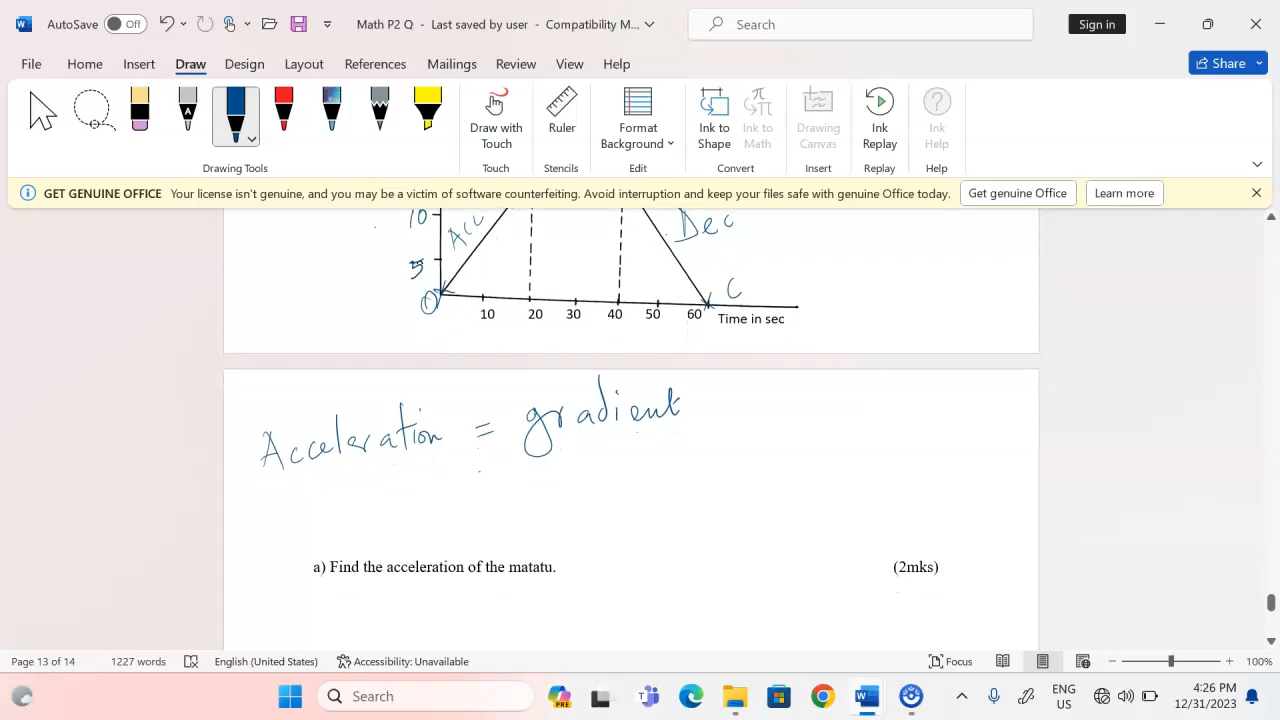 AutoSave Off Math P2 Q - Last saved by user - Compatibility M... Search Sign in
File Home Insert Draw Design Layout References Mailings Review View Help Share
Draw with Touch Ruler Format Background Ink to Shape Ink to Math Drawing Canvas Ink Replay Ink Help
Drawing Tools Touch Stencils Edit Convert Insert Replay Help
GET GENUINE OFFICE Your license isn't genuine, and you may be a victim of software counterfeiting. Avoid interruption and keep your files safe with genuine Office today. Get genuine Office Learn more
10 Acc Dec
5
O C
10 20 30 40 50 60 Time in sec
Acceleration = gradient
a) Find the acceleration of the matatu. (2mks)
Page 13 of 14 1227 words English (United States) Accessibility: Unavailable Focus 100%
Search PRE ENG US 4:26 PM 12/31/2023